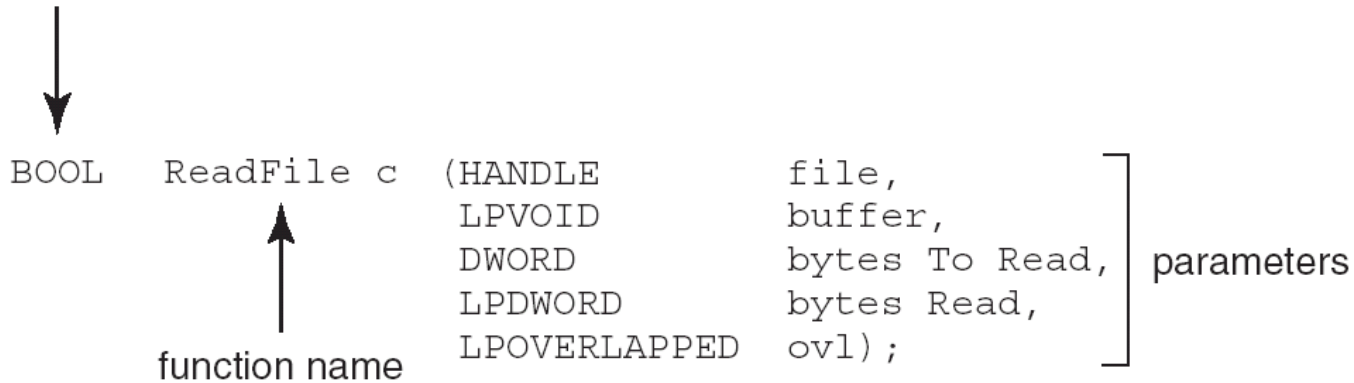 BOOL ReadFile c (HANDLE file,
LPVOID buffer,
DWORD bytes To Read,
LPDWORD bytes Read,
LPOVERLAPPED ovl);
parameters
function name